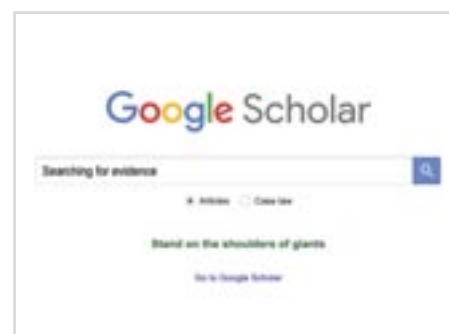 Google Scholar
Searching for evidence
Articles Case law
Stand on the shoulders of giants
Go to Google Scholar